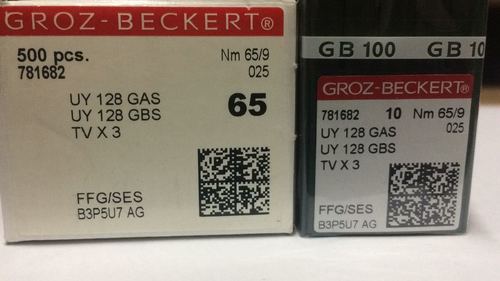 GROZ-BECKERT®
500 pcs. Nm 65/9
781682 025
UY 128 GAS 65
UY 128 GBS
TV X 3
FFG/SES
B3P5U7 AG
GB 100 GB 10
GROZ-BECKERT®
781682 10 Nm 65/9
UY 128 GAS 025
UY 128 GBS
TV X 3
FFG/SES
B3P5U7 AG